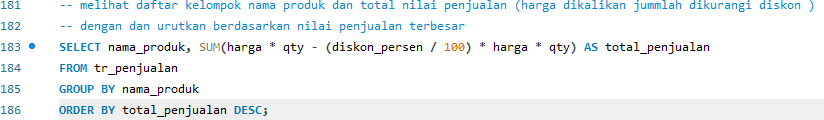 181 -- melihat daftar kelompok nama produk dan total nilai penjualan (harga dikalikan jummlah dikurangi diskon )
182 -- dengan dan urutkan berdasarkan nilai penjualan terbesar
183 SELECT nama_produk, SUM(harga * qty - (diskon_persen / 100) * harga * qty) AS total_penjualan
184 FROM tr_penjualan
185 GROUP BY nama_produk
186 ORDER BY total_penjualan DESC;